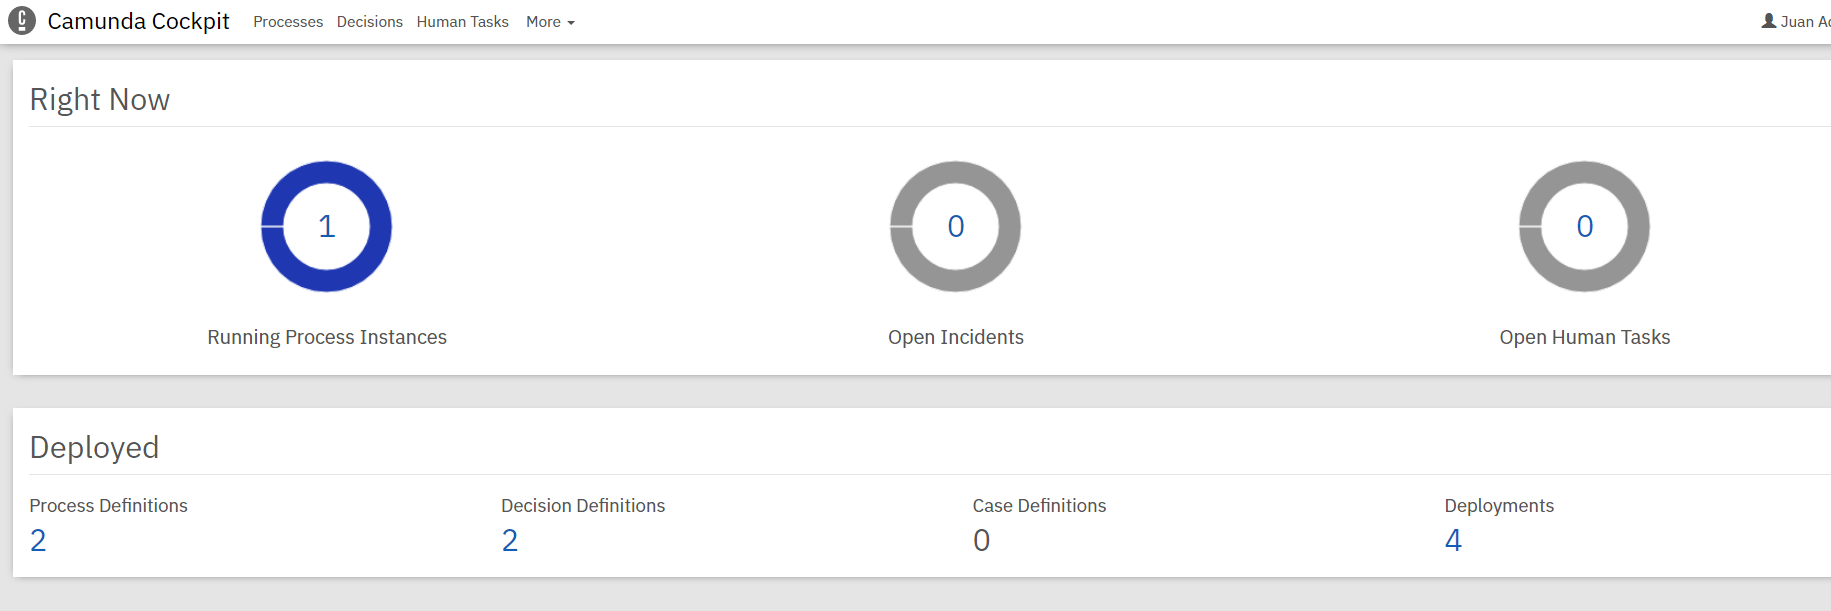 Camunda Cockpit Processes Decisions Human Tasks More Juan
Right Now
1 0 0
Running Process Instances Open Incidents Open Human Tasks
Deployed
Process Definitions Decision Definitions Case Definitions Deployments
2 2 0 4